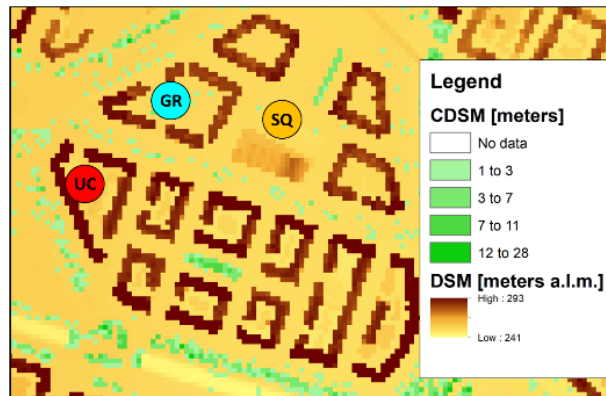 GR
SQ
UC
Legend
CDSM [meters]
No data
1 to 3
3 to 7
7 to 11
12 to 28
DSM [meters a.l.m.]
High : 293
Low : 241